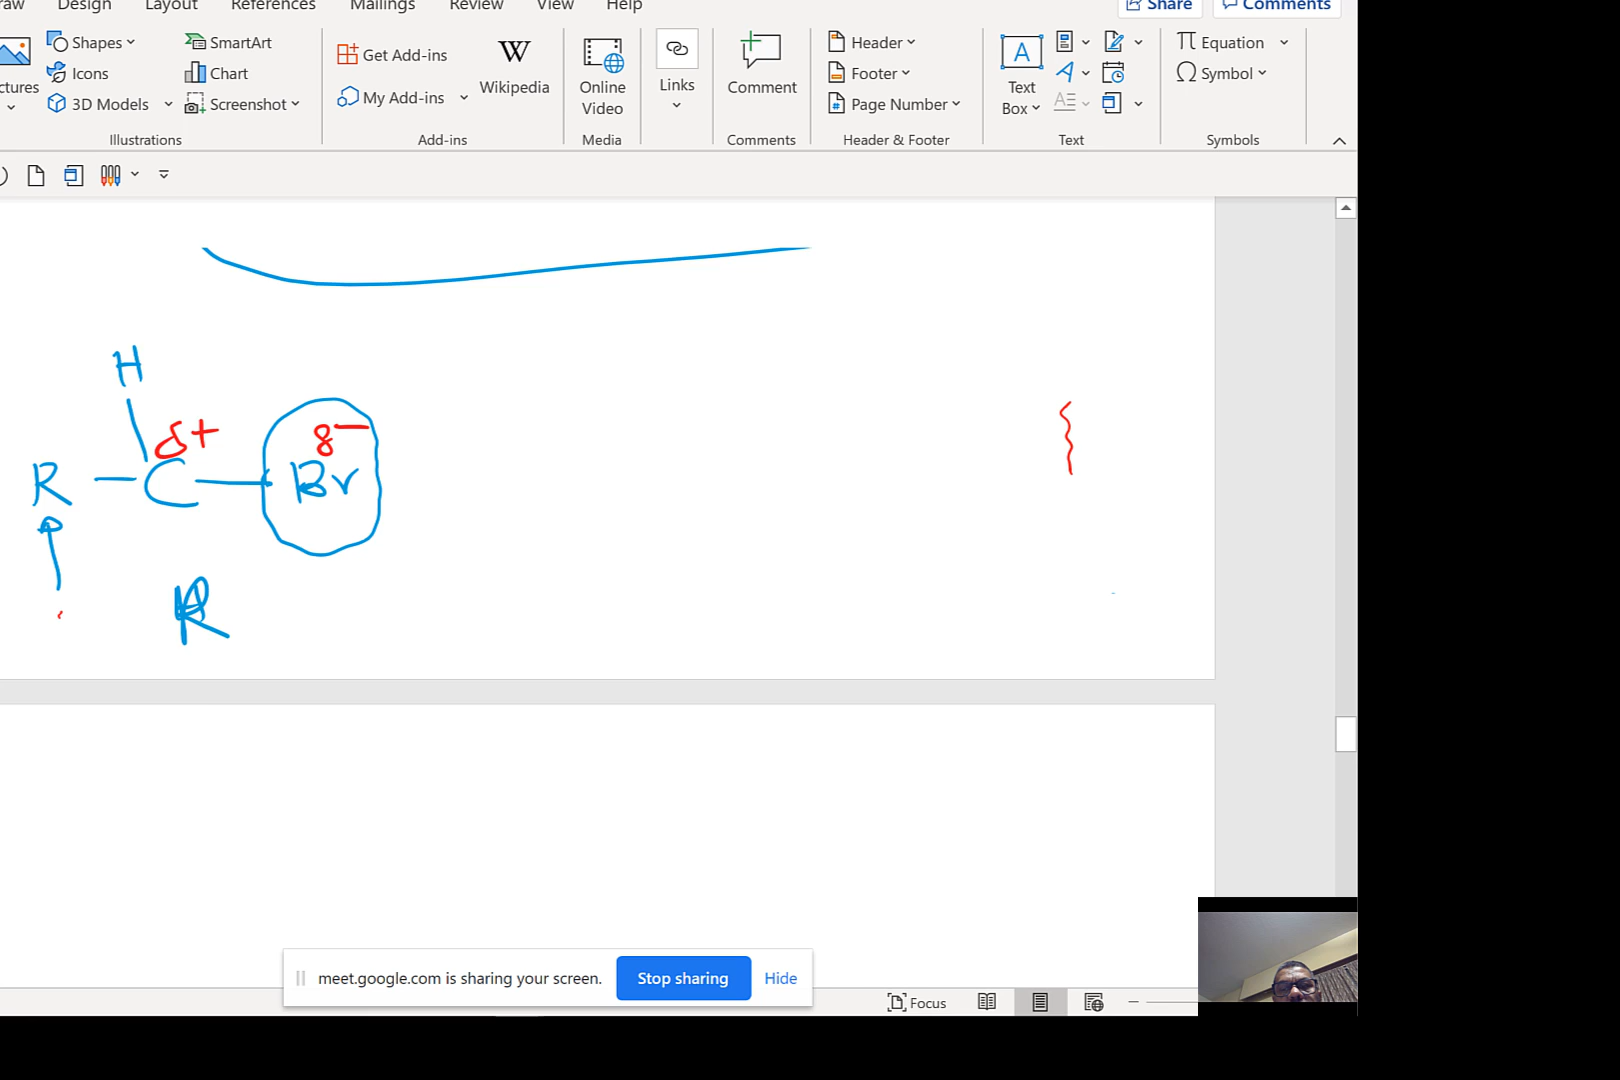 Design Layout References Mailings Review View Help Share Comments
Shapes SmartArt Get Add-ins Header Equation
Icons Chart Wikipedia Online Video Links Comment Footer Text Box Symbol
3D Models Screenshot My Add-ins Page Number
Illustrations Add-ins Media Comments Header & Footer Text Symbols
H
δ+ δ−
R — C — Br
R
meet.google.com is sharing your screen. Stop sharing Hide
Focus